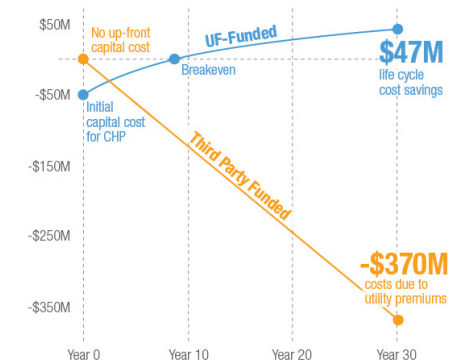 $50M
No up-front
capital cost
UF-Funded
$47M
life cycle
cost savings
Breakeven
-$50M
Initial
capital cost
for CHP
-$150M
Third Party Funded
-$250M
-$370M
costs due to
utility premiums
-$350M
Year 0
Year 10
Year 20
Year 30